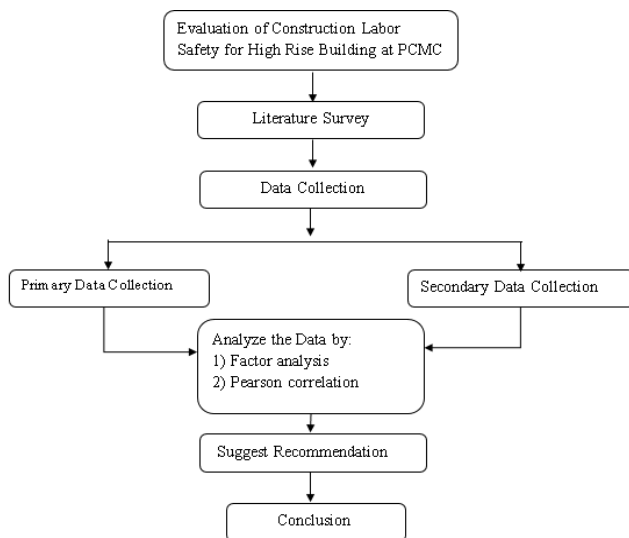 Evaluation of Construction Labor
Safety for High Rise Building at PCMC
Literature Survey
Data Collection
Primary Data Collection
Secondary Data Collection
Analyze the Data by:
1) Factor analysis
2) Pearson correlation
Suggest Recommendation
Conclusion